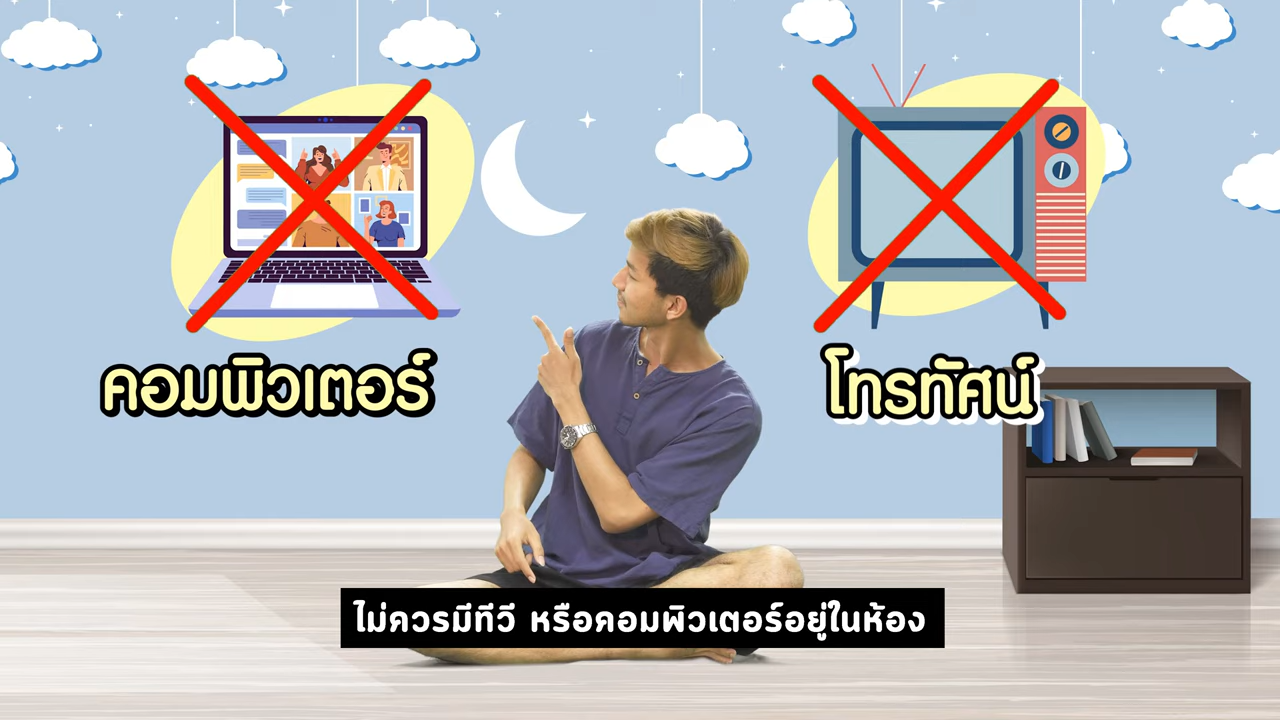 คอมพิวเตอร์
โทรทัศน์
ไม่ควรมีทีวี หรือคอมพิวเตอร์อยู่ในห้อง